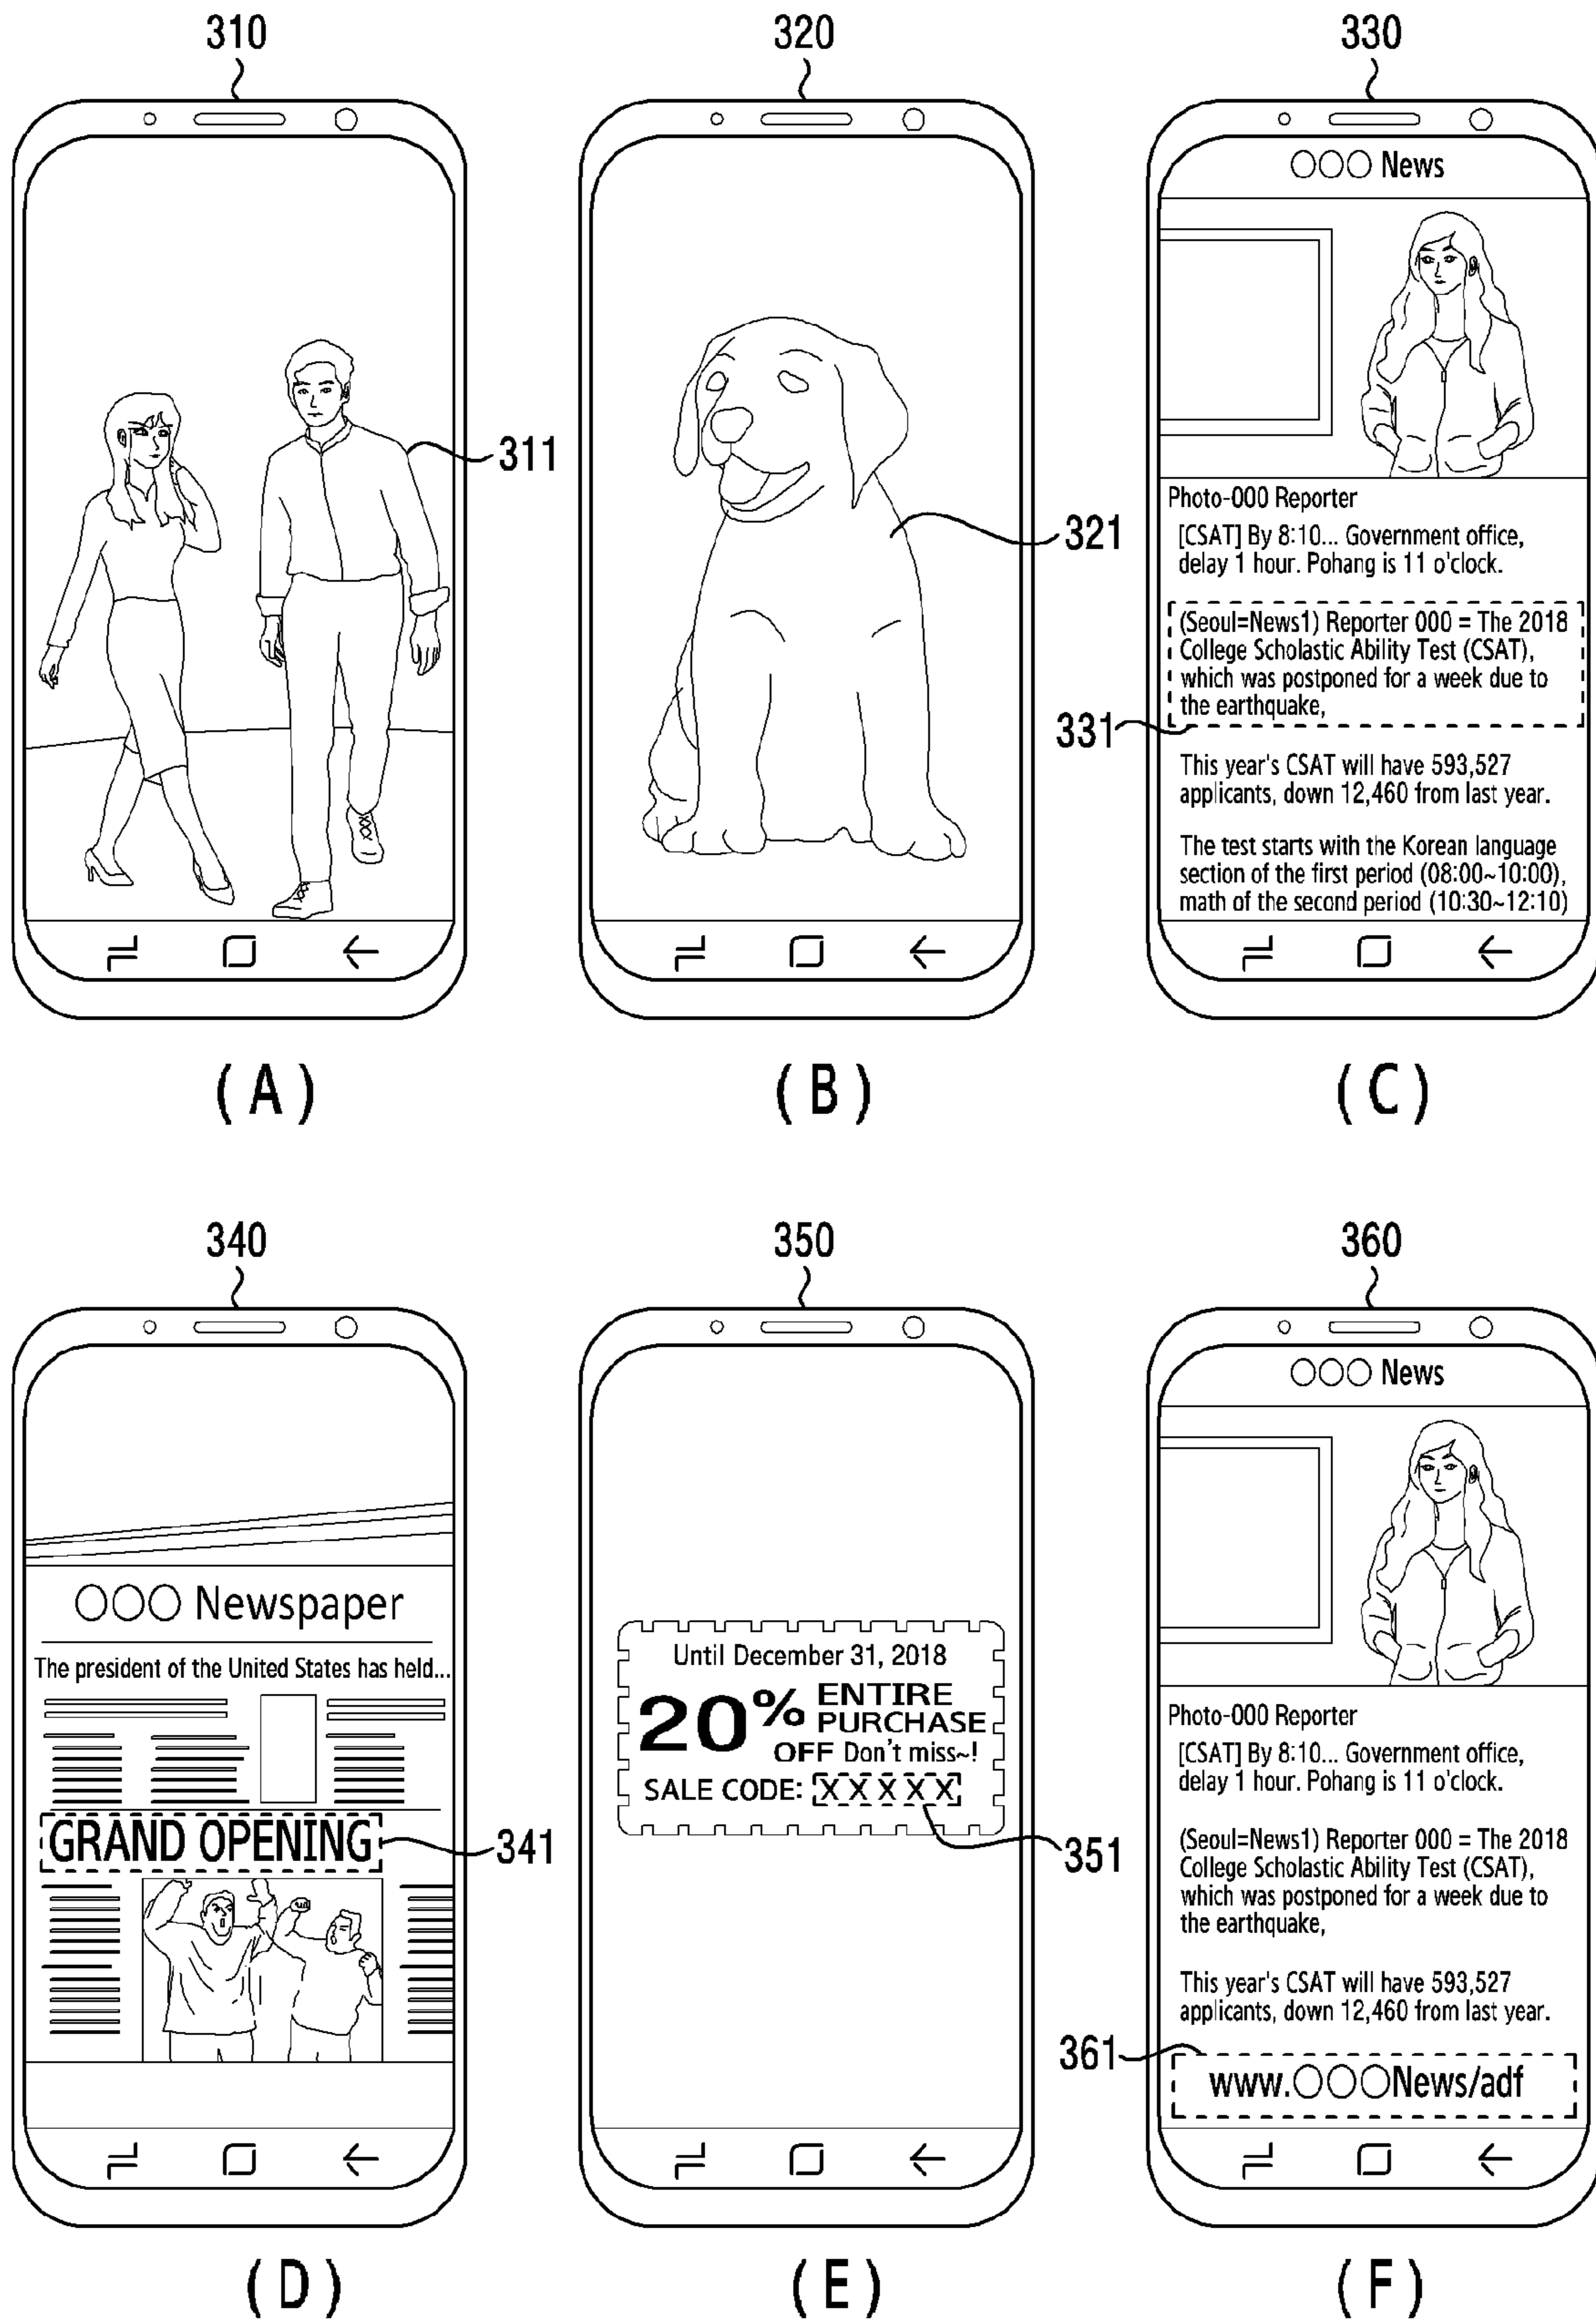 310
320
330
311
321
○○○ News
Photo-000 Reporter
[CSAT] By 8:10... Government office,
delay 1 hour. Pohang is 11 o'clock.
(Seoul=News1) Reporter 000 = The 2018
College Scholastic Ability Test (CSAT),
which was postponed for a week due to
the earthquake,
331
This year's CSAT will have 593,527
applicants, down 12,460 from last year.
The test starts with the Korean language
section of the first period (08:00~10:00),
math of the second period (10:30~12:10)
(A)
(B)
(C)
340
350
360
○○○ Newspaper
The president of the United States has held...
GRAND OPENING
341
Until December 31, 2018
20% ENTIRE
PURCHASE
OFF Don't miss~!
SALE CODE: XXXXX
351
○○○ News
Photo-000 Reporter
[CSAT] By 8:10... Government office,
delay 1 hour. Pohang is 11 o'clock.
(Seoul=News1) Reporter 000 = The 2018
College Scholastic Ability Test (CSAT),
which was postponed for a week due to
the earthquake,
This year's CSAT will have 593,527
applicants, down 12,460 from last year.
361
www.○○○News/adf
(D)
(E)
(F)